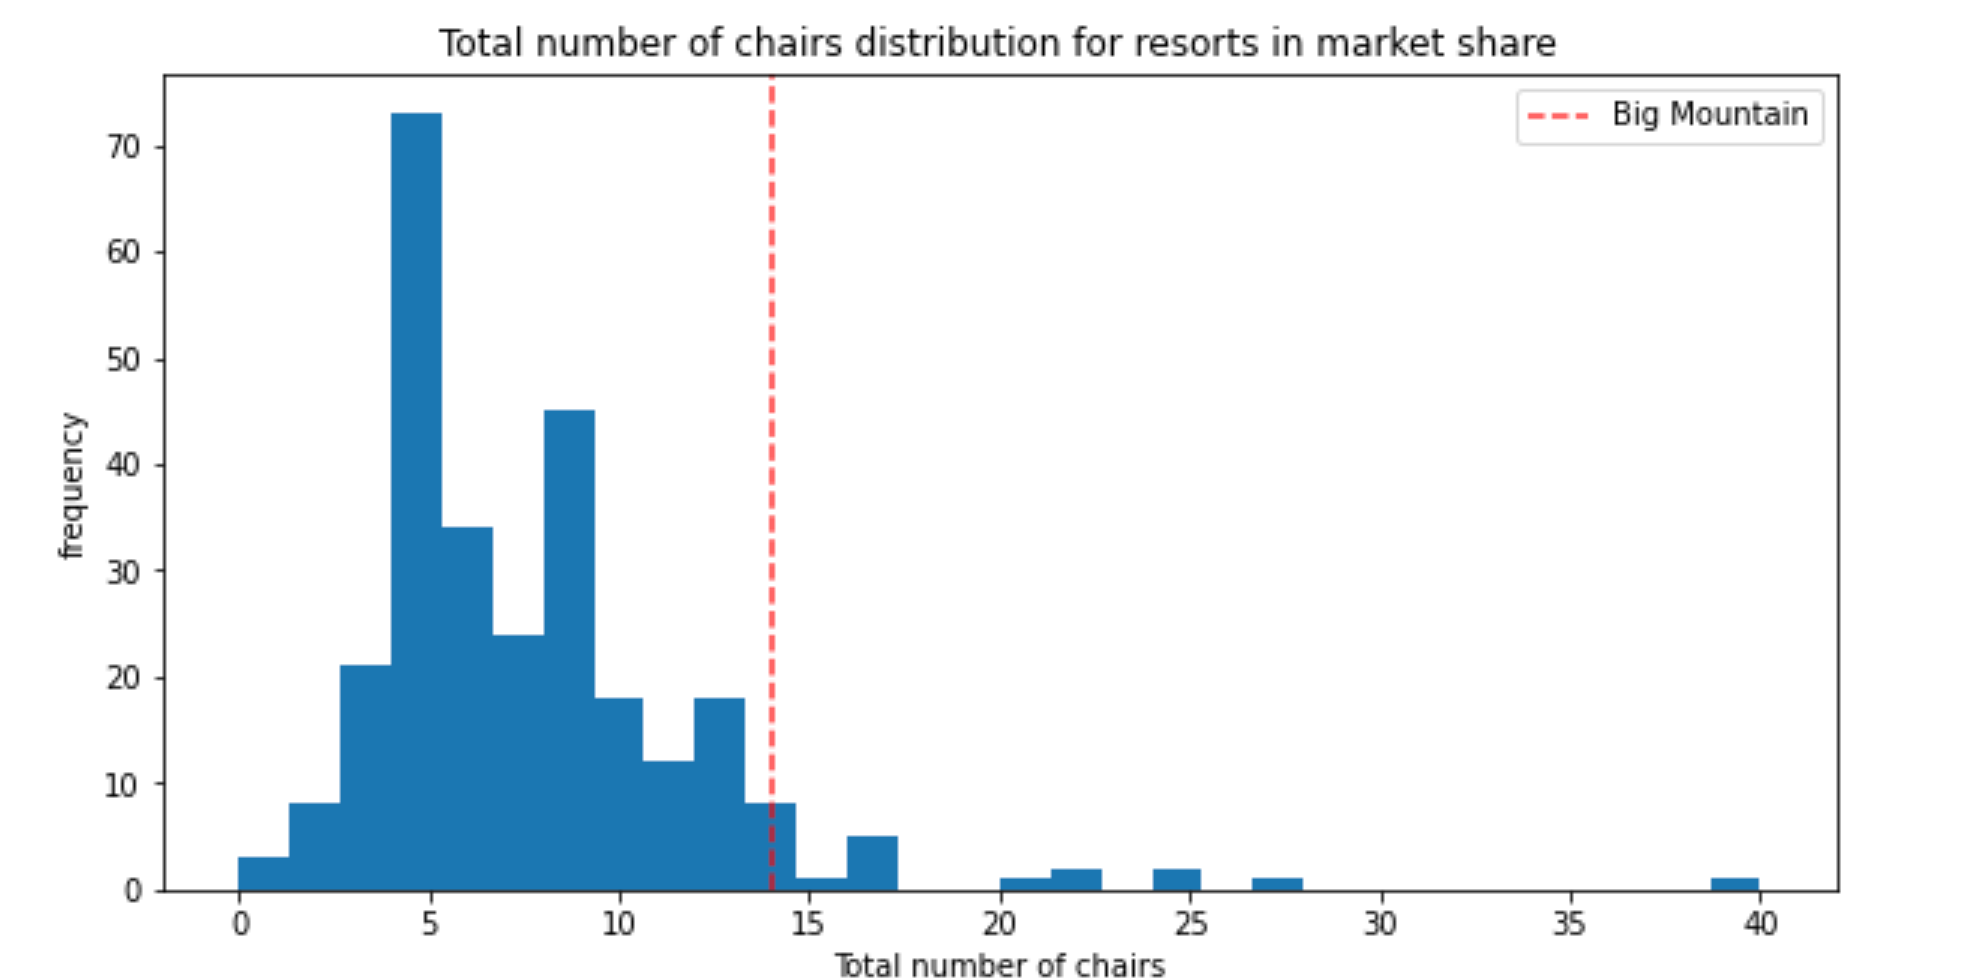 Total number of chairs distribution for resorts in market share
Big Mountain
70
60
50
40
30
20
10
0
frequency
0 5 10 15 20 25 30 35 40
Total number of chairs